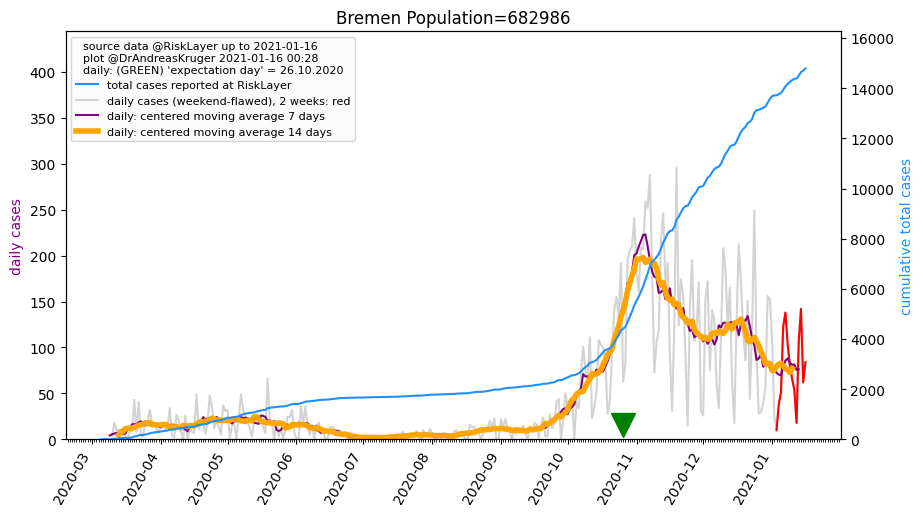 Bremen Population=682986
source data @RiskLayer up to 2021-01-16
plot @DrAndreasKruger 2021-01-16 00:28
daily: (GREEN) 'expectation day' = 26.10.2020
total cases reported at RiskLayer
daily cases (weekend-flawed), 2 weeks: red
daily: centered moving average 7 days
daily: centered moving average 14 days
daily cases
400
350
300
250
200
150
100
50
0
cumulative total cases
16000
14000
12000
10000
8000
6000
4000
2000
0
2020-03
2020-04
2020-05
2020-06
2020-07
2020-08
2020-09
2020-10
2020-11
2020-12
2021-01